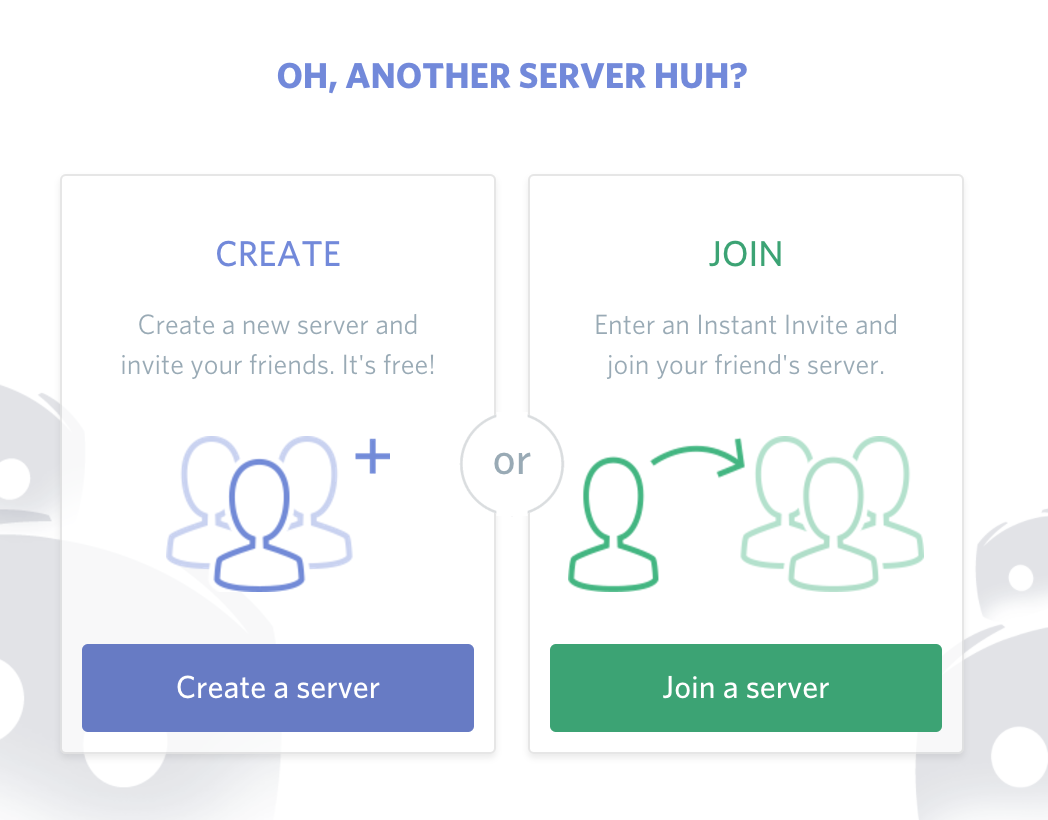 OH, ANOTHER SERVER HUH?
CREATE
Create a new server and
invite your friends. It's free!
Create a server
or
JOIN
Enter an Instant Invite and
join your friend's server.
Join a server